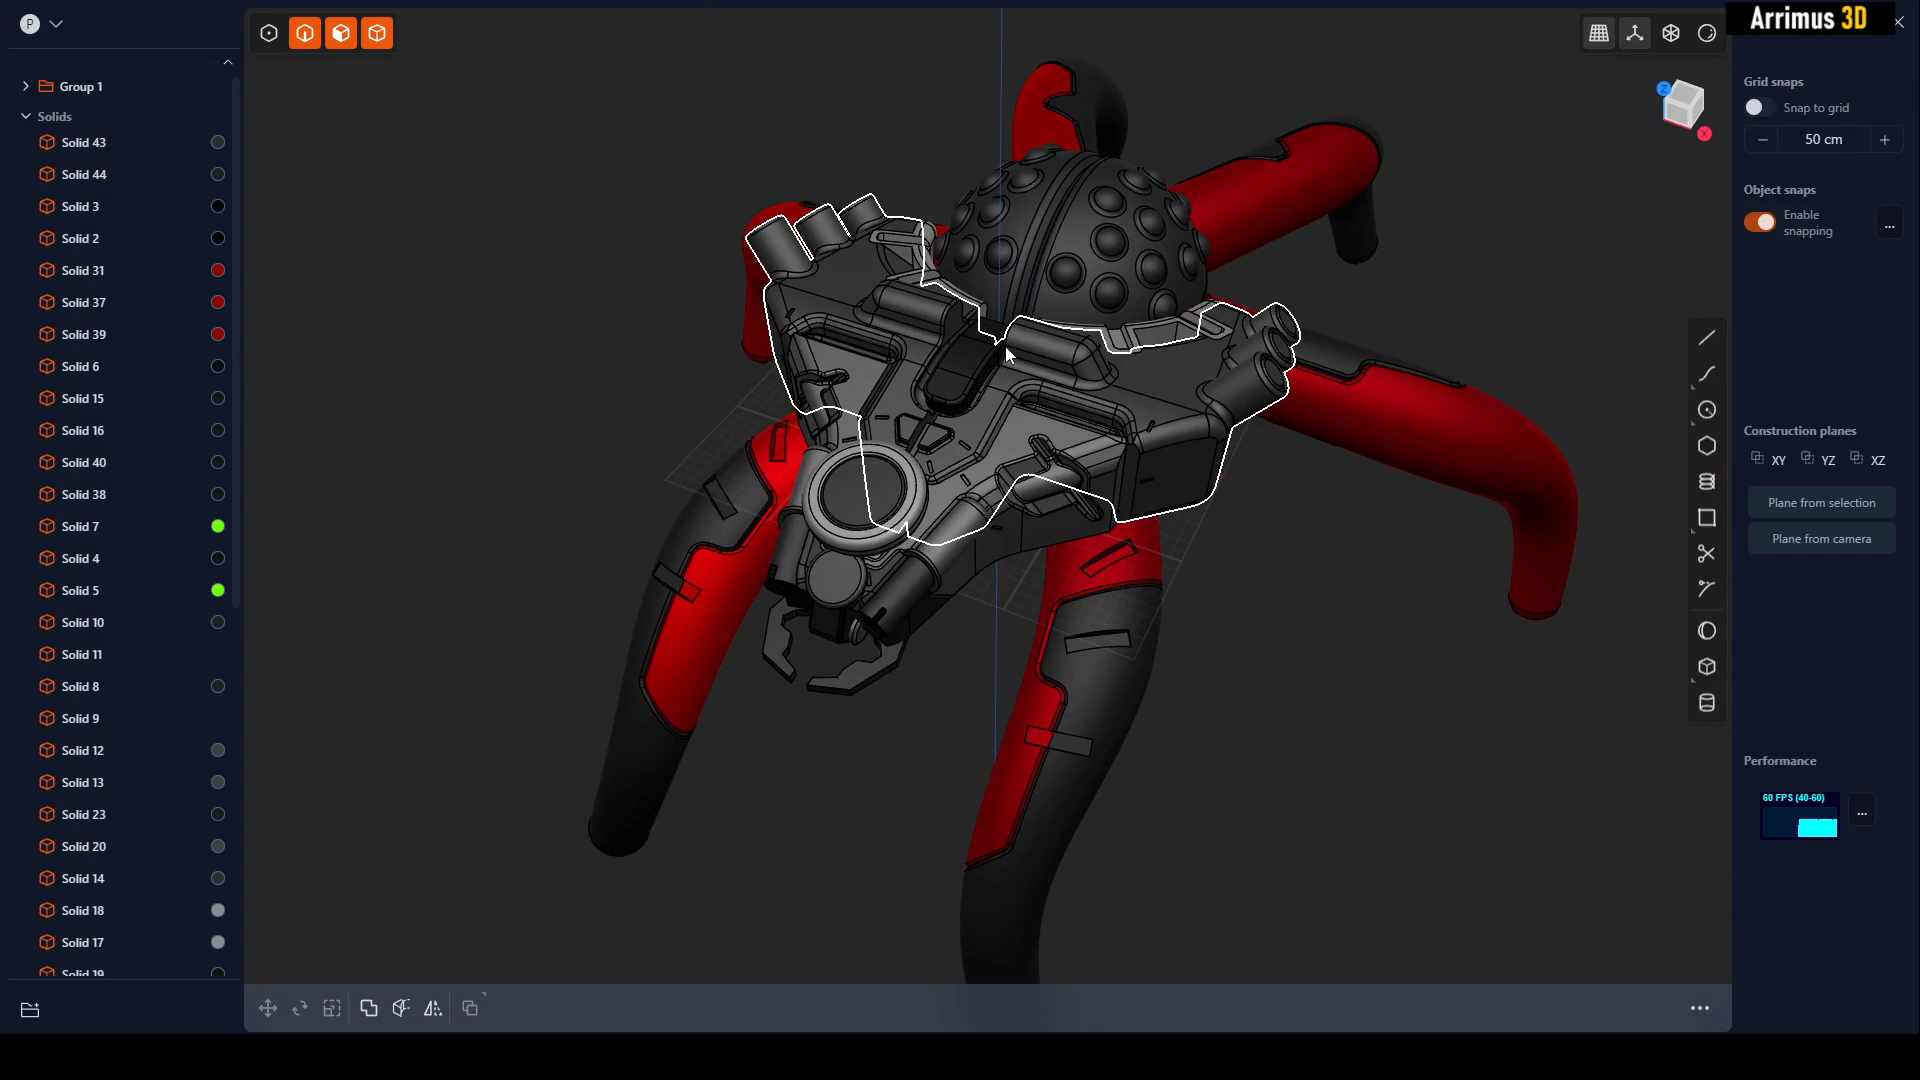 P
Group 1
Solids
Solid 43
Solid 44
Solid 3
Solid 2
Solid 31
Solid 37
Solid 39
Solid 6
Solid 15
Solid 16
Solid 40
Solid 38
Solid 7
Solid 4
Solid 5
Solid 10
Solid 11
Solid 8
Solid 9
Solid 12
Solid 13
Solid 23
Solid 20
Solid 14
Solid 18
Solid 17
Solid 19
Z
X
Arrimus 3D
Grid snaps
Snap to grid
50 cm
Object snaps
Enable
snapping
...
Construction planes
XY YZ XZ
Plane from selection
Plane from camera
Performance
60 FPS (40-60)
...